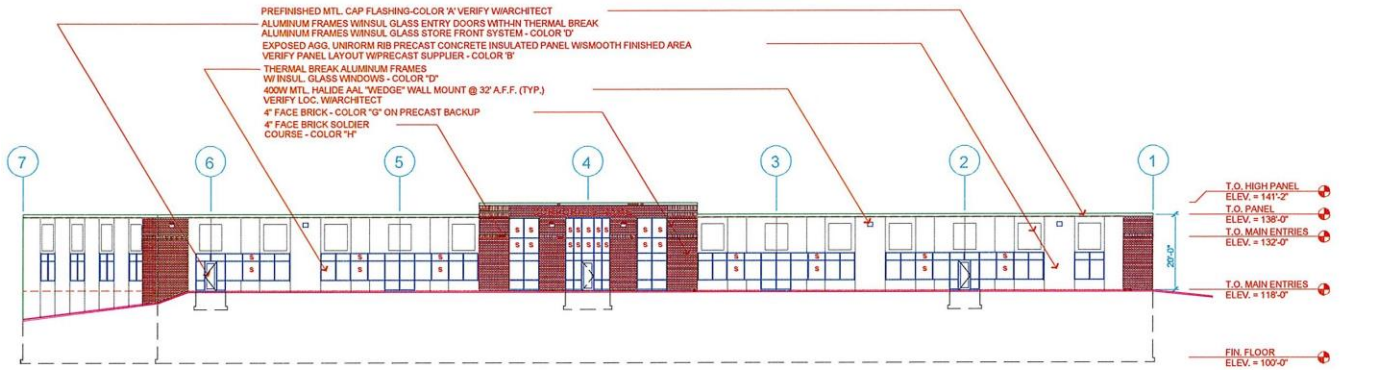 PREFINISHED MTL. CAP FLASHING-COLOR 'A' VERIFY W/ARCHITECT
ALUMINUM FRAMES W/INSUL GLASS ENTRY DOORS WITH-IN THERMAL BREAK
ALUMINUM FRAMES W/INSUL GLASS STORE FRONT SYSTEM - COLOR 'D'
EXPOSED AGG. UNIRORM RIB PRECAST CONCRETE INSULATED PANEL W/SMOOTH FINISHED AREA
VERIFY PANEL LAYOUT W/PRECAST SUPPLIER - COLOR 'B'
THERMAL BREAK ALUMINUM FRAMES
W/ INSUL. GLASS WINDOWS - COLOR "D"
400W MTL. HALIDE AAL "WEDGE" WALL MOUNT @ 32' A.F.F. (TYP.)
VERIFY LOC. W/ARCHITECT
4" FACE BRICK - COLOR "G" ON PRECAST BACKUP
4" FACE BRICK SOLDIER
COURSE - COLOR "H"
7 6 5 4 3 2 1
T.O. HIGH PANEL
ELEV. = 141'-2"
T.O. PANEL
ELEV. = 138'-0"
T.O. MAIN ENTRIES
ELEV. = 132'-0"
S S S S S S S S S S S
S S S S S S S S S S S
S S S S S
S S S S S
20'-0"
T.O. MAIN ENTRIES
ELEV. = 118'-0"
FIN. FLOOR
ELEV. = 100'-0"